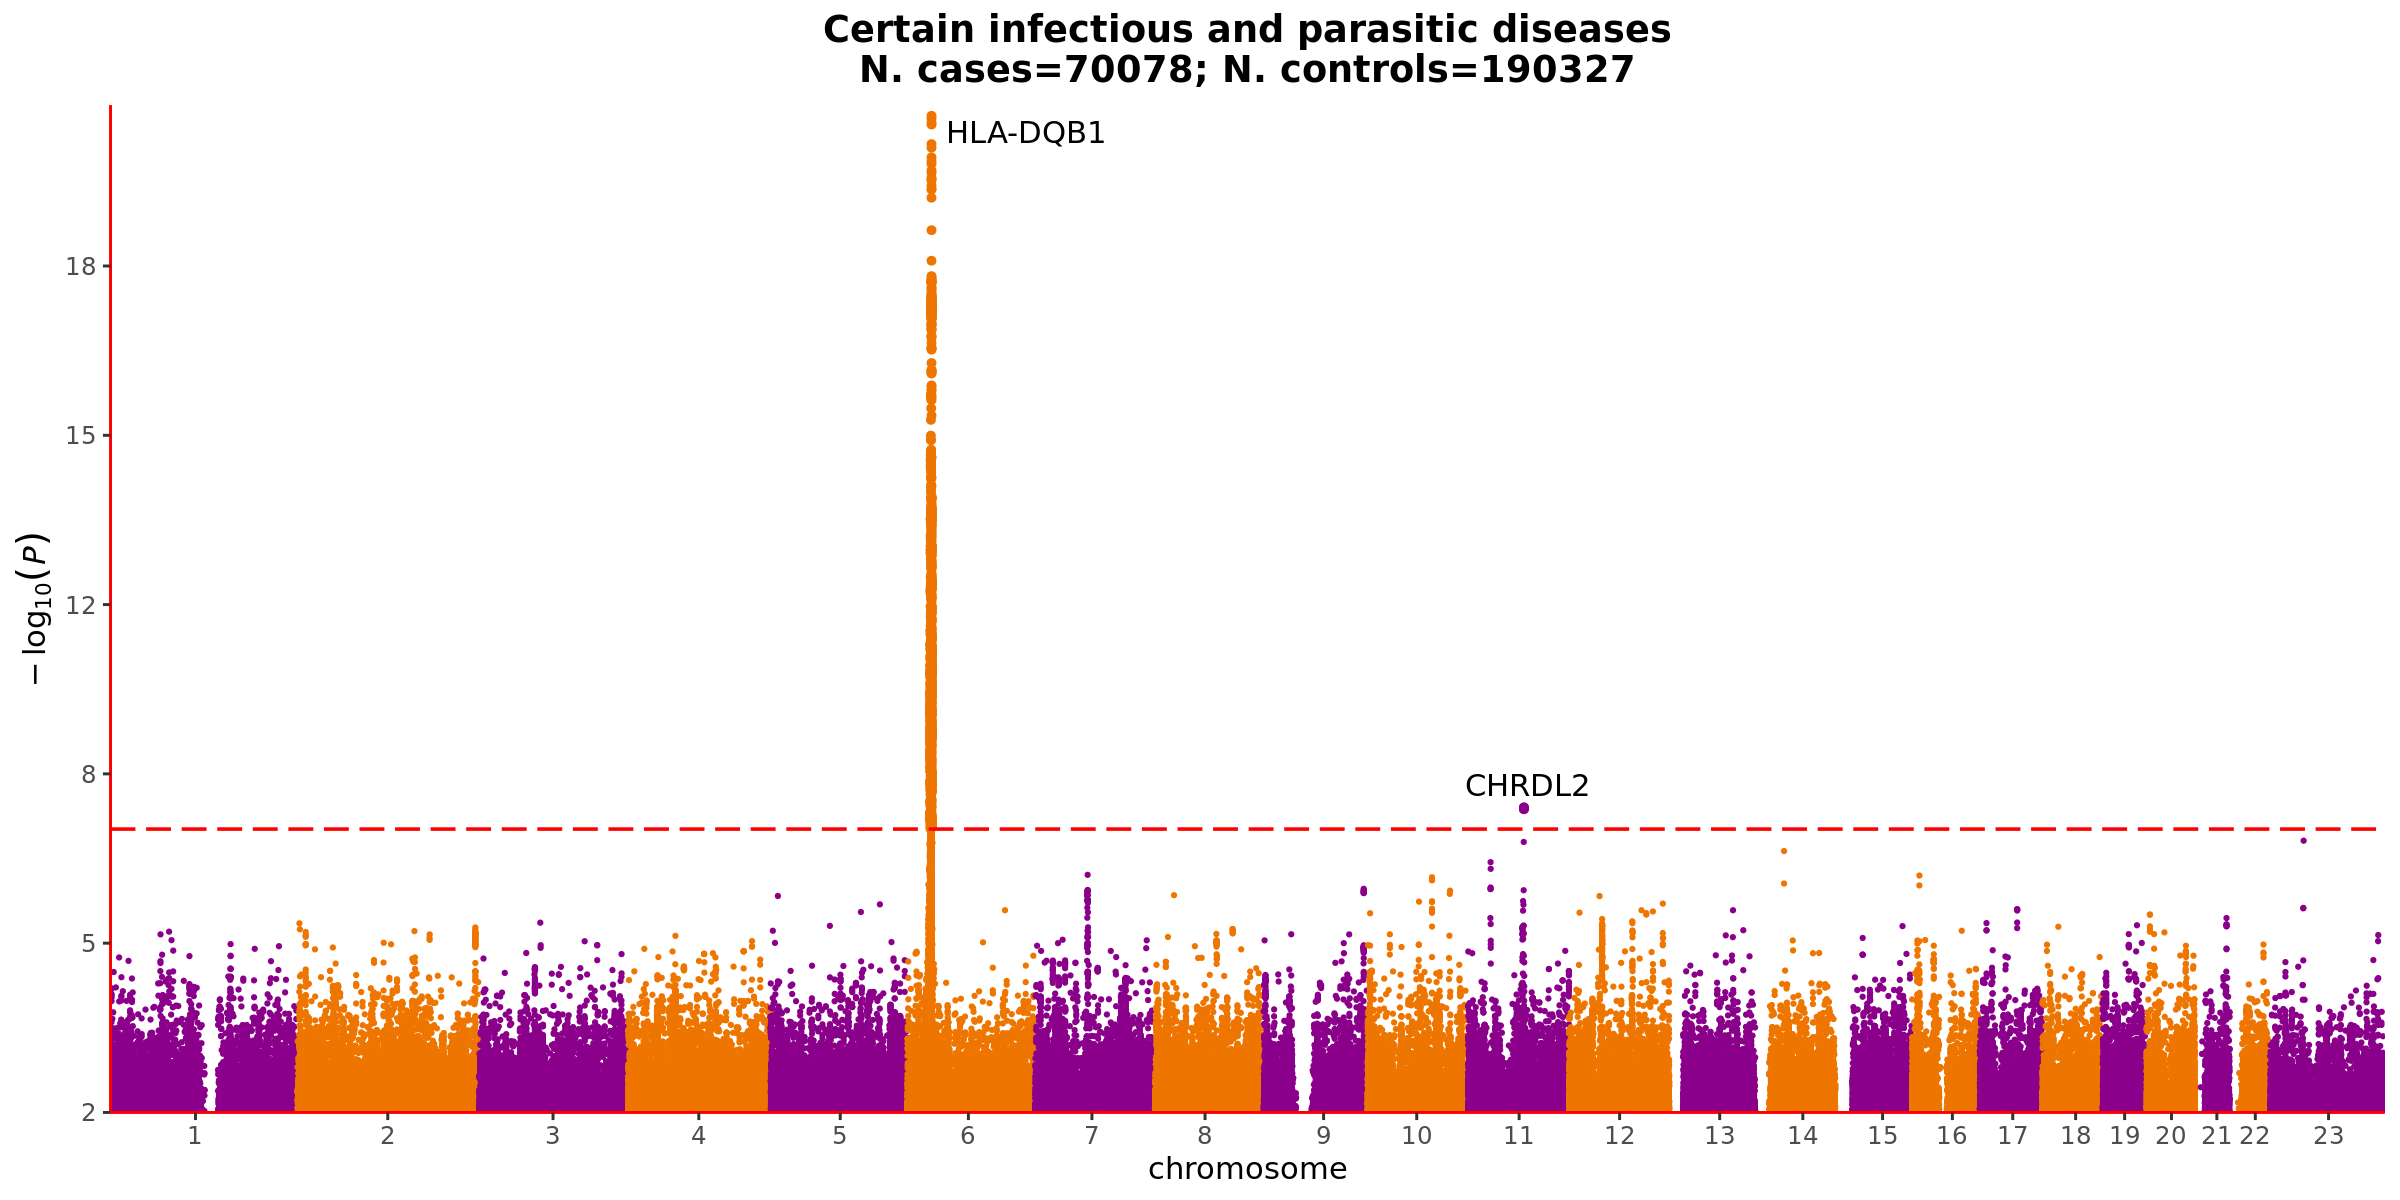 Certain infectious and parasitic diseases
N. cases=70078; N. controls=190327
HLA-DQB1
CHRDL2
− log₁₀(P)
18
15
12
8
5
2
1 2 3 4 5 6 7 8 9 10 11 12 13 14 15 16 17 18 19 20 21 22 23
chromosome